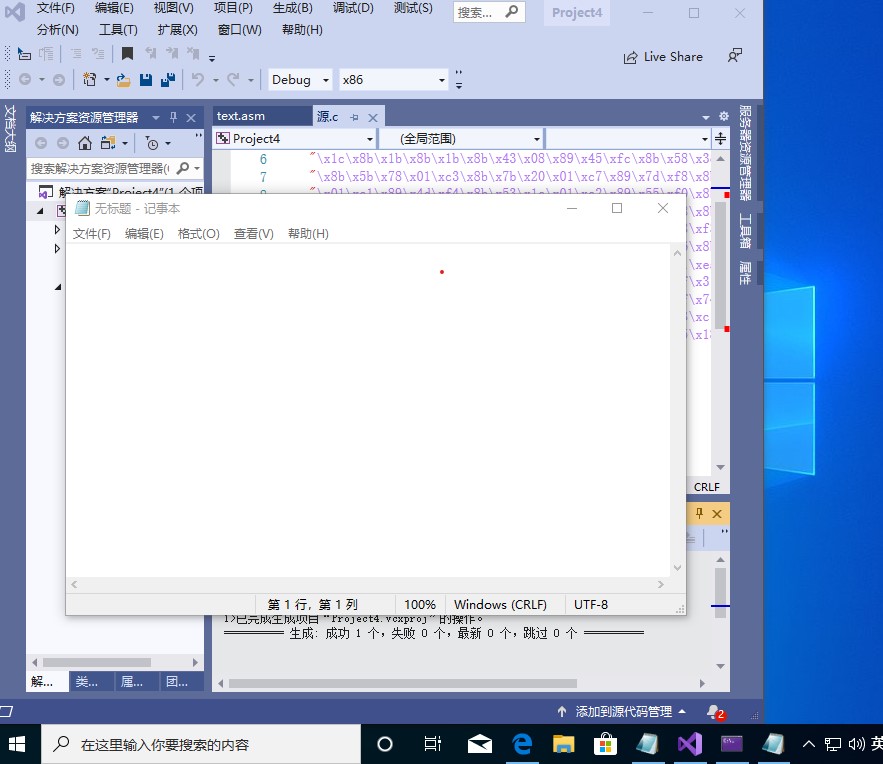 文件(F) 编辑(E) 视图(V) 项目(P) 生成(B) 调试(D) 测试(S) 搜索... Project4
分析(N) 工具(T) 扩展(X) 窗口(W) 帮助(H)
Live Share
Debug x86
文档大纲
解决方案资源管理器
搜索解决方案资源管理器(
解决方案"Project4"(1 个项
text.asm 源.c
Project4 (全局范围)
6 "\x1c\x8b\x1b\x8b\x1b\x8b\x43\x08\x89\x45\xfc\x8b\x58\x3
7 "\x8b\x5b\x78\x01\xc3\x8b\x7b\x20\x01\xc7\x89\x7d\xf8\x8
服务器资源管理器
工具箱
属性
无标题 - 记事本
文件(F) 编辑(E) 格式(O) 查看(V) 帮助(H)
第 1 行，第 1 列 100% Windows (CRLF) UTF-8
CRLF
1>已完成生成项目"Project4.vcxproj"的操作。
========== 生成: 成功 1 个，失败 0 个，最新 0 个，跳过 0 个 ==========
解... 类... 属... 团...
添加到源代码管理 2
在这里输入你要搜索的内容
英